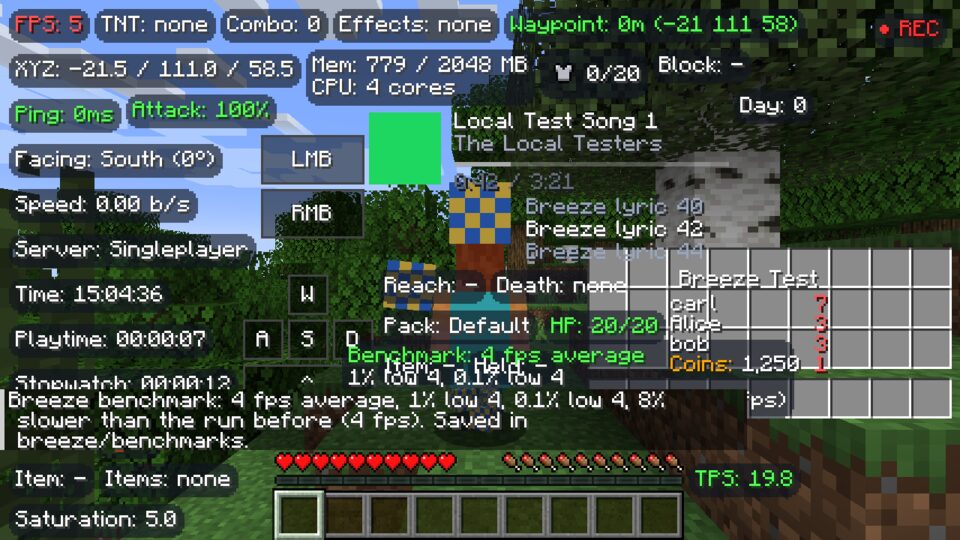 FPS: 5
TNT: none
Combo: 0
Effects: none
Waypoint: 0m (-21 111 58)
REC
XYZ: -21.5 / 111.0 / 58.5
Mem: 779 / 2048 MB
CPU: 4 cores
0/20
Block: -
Day: 0
Ping: 0ms
Attack: 100%
Local Test Song 1
The Local Testers
0:42 / 3:21
Facing: South (0°)
LMB
Speed: 0.00 b/s
RMB
Breeze lyric 40
Breeze lyric 42
Breeze lyric 44
Server: Singleplayer
Time: 15:04:36
W
Reach: -
Death: none
Breeze Test
carl 7
Alice 3
bob 3
Coins: 1,250 1
Playtime: 00:00:07
A
S
D
Pack: Default
HP: 20/20
Benchmark: 4 fps average
1% low 4, 0.1% low 4
Stopwatch: 00:00:12
Breeze benchmark: 4 fps average, 1% low 4, 0.1% low 4, 8%
slower than the run before (4 fps). Saved in
breeze/benchmarks.
fps)
Item: -
Items: none
TPS: 19.8
Saturation: 5.0